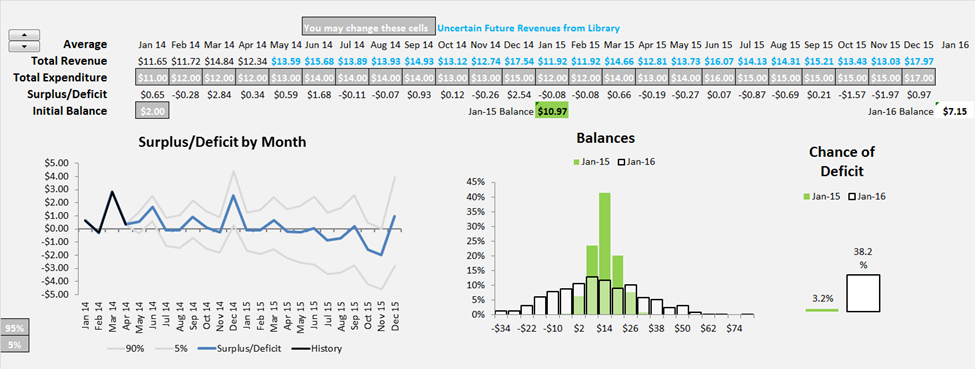 You may change these cells Uncertain Future Revenues from Library
Average Jan 14 Feb 14 Mar 14 Apr 14 May 14 Jun 14 Jul 14 Aug 14 Sep 14 Oct 14 Nov 14 Dec 14 Jan 15 Feb 15 Mar 15 Apr 15 May 15 Jun 15 Jul 15 Aug 15 Sep 15 Oct 15 Nov 15 Dec 15 Jan 16
Total Revenue $11.65 $11.72 $14.84 $12.34 $13.59 $15.68 $13.89 $13.93 $14.93 $13.12 $12.74 $17.54 $11.92 $11.92 $14.66 $12.81 $13.73 $16.07 $14.13 $14.31 $15.21 $13.43 $13.03 $17.97
Total Expenditure $11.00 $12.00 $12.00 $12.00 $13.00 $14.00 $14.00 $14.00 $14.00 $13.00 $13.00 $15.00 $12.00 $12.00 $14.00 $13.00 $14.00 $16.00 $15.00 $15.00 $15.00 $15.00 $15.00 $17.00
Surplus/Deficit $0.65 -$0.28 $2.84 $0.34 $0.59 $1.68 -$0.11 -$0.07 $0.93 $0.12 -$0.26 $2.54 -$0.08 -$0.08 $0.66 -$0.19 -$0.27 $0.07 -$0.87 -$0.69 $0.21 -$1.57 -$1.97 $0.97
Initial Balance $2.00 Jan-15 Balance $10.97 Jan-16 Balance $7.15
Surplus/Deficit by Month
$5.00
$4.00
$3.00
$2.00
$1.00
$0.00
-$1.00
-$2.00
-$3.00
-$4.00
-$5.00
Jan 14 Feb 14 Mar 14 Apr 14 May 14 Jun 14 Jul 14 Aug 14 Sep 14 Oct 14 Nov 14 Dec 14 Jan 15 Feb 15 Mar 15 Apr 15 May 15 Jun 15 Jul 15 Aug 15 Sep 15 Oct 15 Nov 15 Dec 15
90% 5% Surplus/Deficit History
95%
5%
Balances
Jan-15 Jan-16
45%
40%
35%
30%
25%
20%
15%
10%
5%
0%
-$34 -$22 -$10 $2 $14 $26 $38 $50 $62 $74
Chance of
Deficit
Jan-15 Jan-16
38.2
%
3.2%